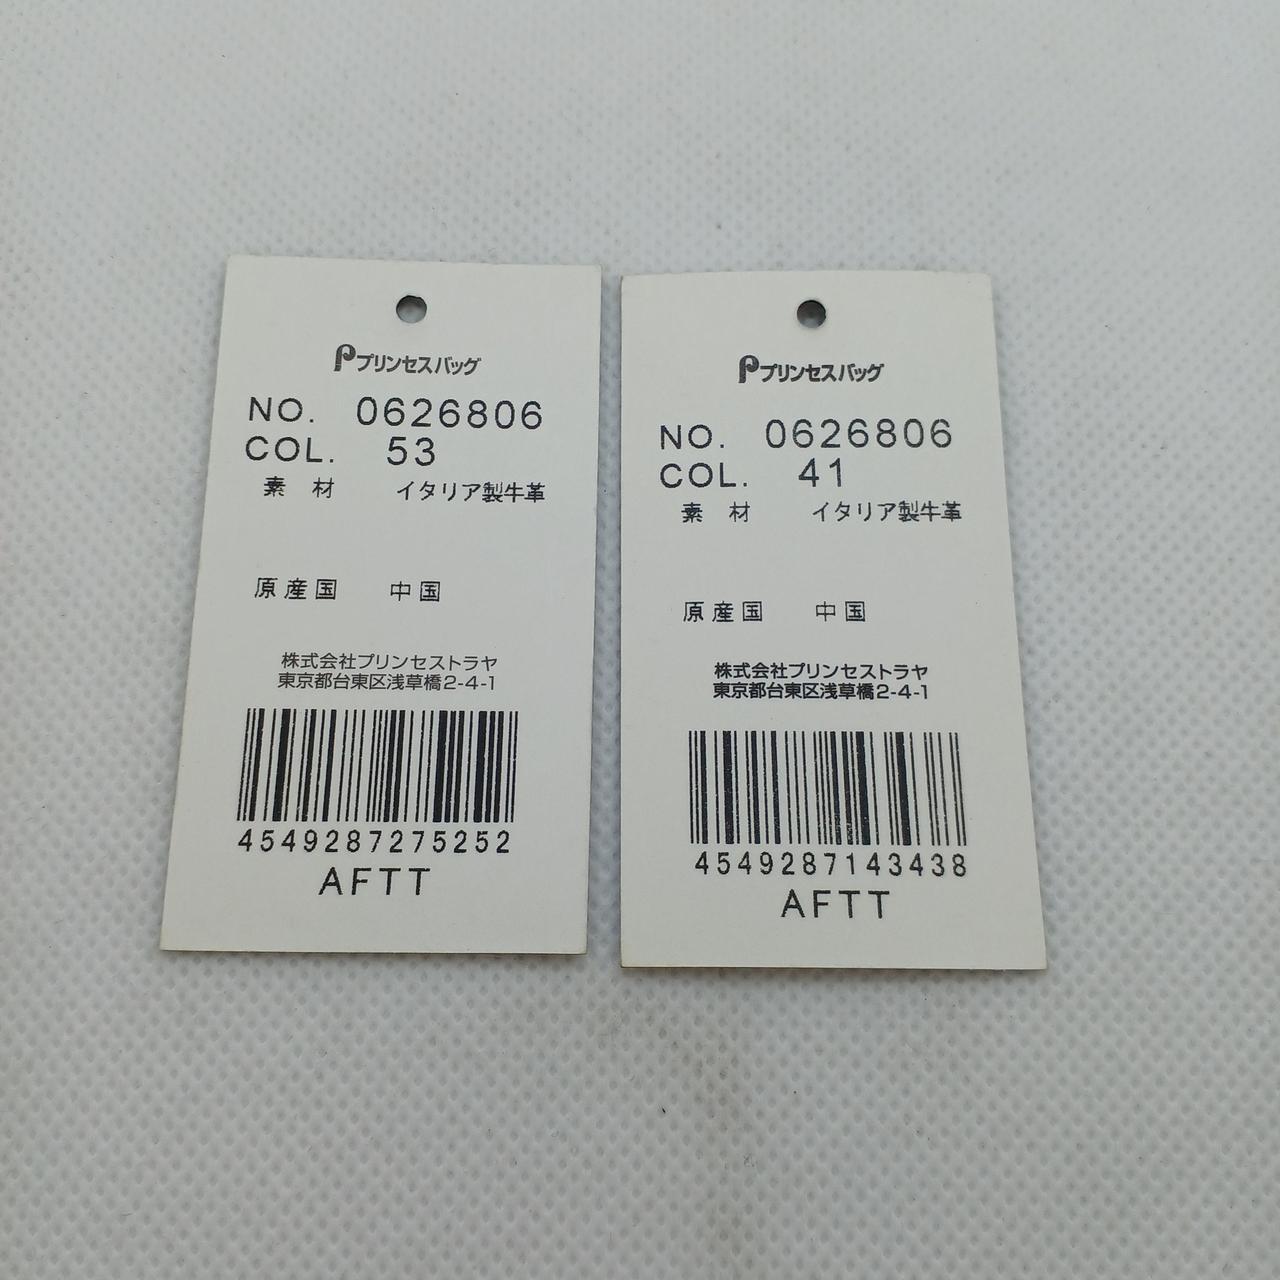 プリンセスバッグ
NO. 0626806
COL. 53
素 材 イタリア製牛革
原産国 中国
株式会社プリンセストラヤ
東京都台東区浅草橋2-4-1
4549287275252
AFTT
プリンセスバッグ
NO. 0626806
COL. 41
素 材 イタリア製牛革
原産国 中国
株式会社プリンセストラヤ
東京都台東区浅草橋2-4-1
4549287143438
AFTT